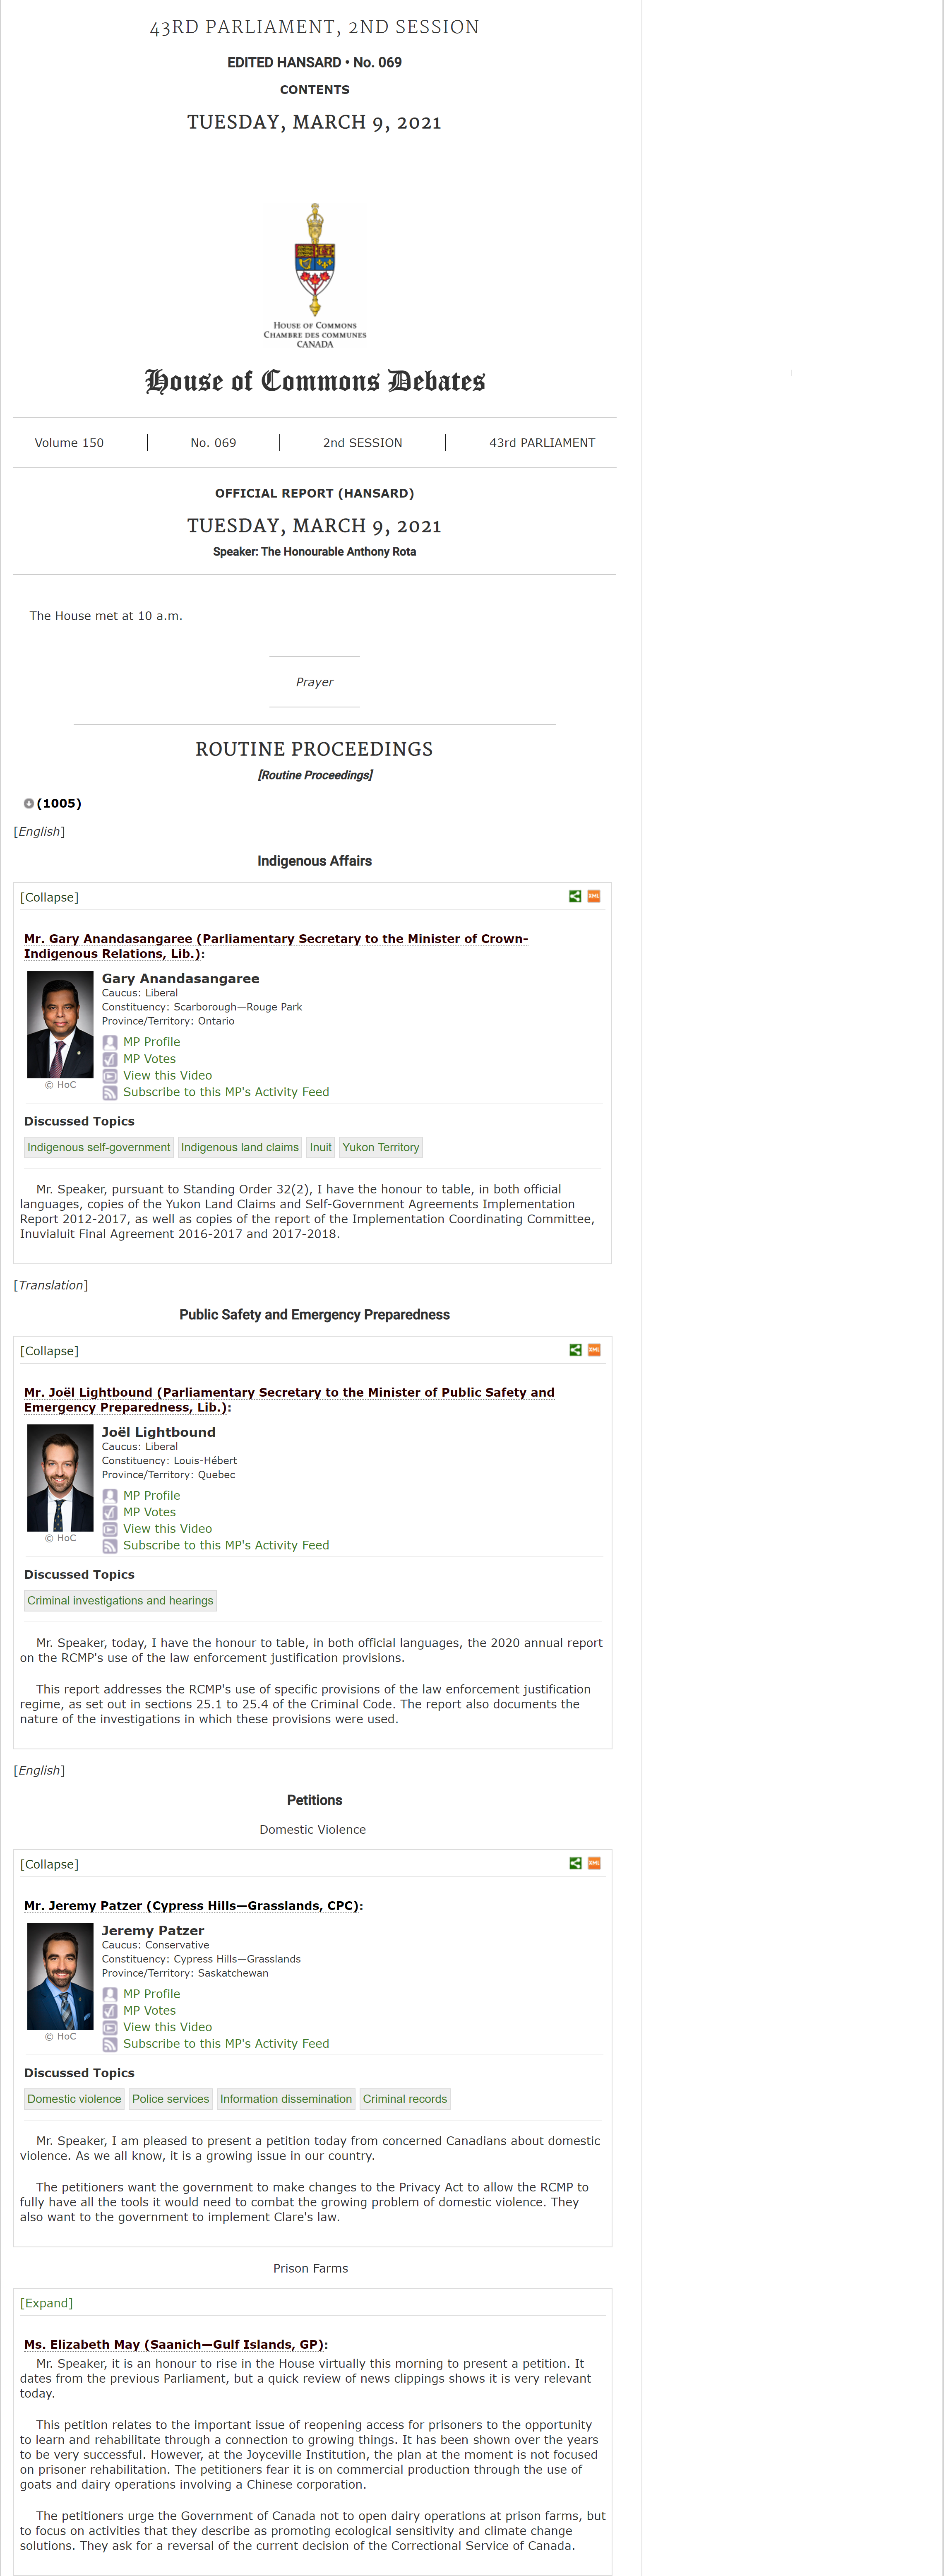 43RD PARLIAMENT, 2ND SESSION
EDITED HANSARD • No. 069
CONTENTS
TUESDAY, MARCH 9, 2021
HOUSE OF COMMONS
CHAMBRE DES COMMUNES
CANADA
House of Commons Debates
Volume 150 No. 069 2nd SESSION 43rd PARLIAMENT
OFFICIAL REPORT (HANSARD)
TUESDAY, MARCH 9, 2021
Speaker: The Honourable Anthony Rota
The House met at 10 a.m.
Prayer
ROUTINE PROCEEDINGS
[Routine Proceedings]
(1005)
[English]
Indigenous Affairs
[Collapse] XML
Mr. Gary Anandasangaree (Parliamentary Secretary to the Minister of Crown-
Indigenous Relations, Lib.):
Gary Anandasangaree
Caucus: Liberal
Constituency: Scarborough—Rouge Park
Province/Territory: Ontario
MP Profile
MP Votes
View this Video
Subscribe to this MP's Activity Feed
© HoC
Discussed Topics
Indigenous self-government Indigenous land claims Inuit Yukon Territory
Mr. Speaker, pursuant to Standing Order 32(2), I have the honour to table, in both official
languages, copies of the Yukon Land Claims and Self-Government Agreements Implementation
Report 2012-2017, as well as copies of the report of the Implementation Coordinating Committee,
Inuvialuit Final Agreement 2016-2017 and 2017-2018.
[Translation]
Public Safety and Emergency Preparedness
[Collapse] XML
Mr. Joël Lightbound (Parliamentary Secretary to the Minister of Public Safety and
Emergency Preparedness, Lib.):
Joël Lightbound
Caucus: Liberal
Constituency: Louis-Hébert
Province/Territory: Quebec
MP Profile
MP Votes
View this Video
Subscribe to this MP's Activity Feed
© HoC
Discussed Topics
Criminal investigations and hearings
Mr. Speaker, today, I have the honour to table, in both official languages, the 2020 annual report
on the RCMP's use of the law enforcement justification provisions.
This report addresses the RCMP's use of specific provisions of the law enforcement justification
regime, as set out in sections 25.1 to 25.4 of the Criminal Code. The report also documents the
nature of the investigations in which these provisions were used.
[English]
Petitions
Domestic Violence
[Collapse] XML
Mr. Jeremy Patzer (Cypress Hills—Grasslands, CPC):
Jeremy Patzer
Caucus: Conservative
Constituency: Cypress Hills—Grasslands
Province/Territory: Saskatchewan
MP Profile
MP Votes
View this Video
Subscribe to this MP's Activity Feed
© HoC
Discussed Topics
Domestic violence Police services Information dissemination Criminal records
Mr. Speaker, I am pleased to present a petition today from concerned Canadians about domestic
violence. As we all know, it is a growing issue in our country.
The petitioners want the government to make changes to the Privacy Act to allow the RCMP to
fully have all the tools it would need to combat the growing problem of domestic violence. They
also want to the government to implement Clare's law.
Prison Farms
[Expand]
Ms. Elizabeth May (Saanich—Gulf Islands, GP):
Mr. Speaker, it is an honour to rise in the House virtually this morning to present a petition. It
dates from the previous Parliament, but a quick review of news clippings shows it is very relevant
today.
This petition relates to the important issue of reopening access for prisoners to the opportunity
to learn and rehabilitate through a connection to growing things. It has been shown over the years
to be very successful. However, at the Joyceville Institution, the plan at the moment is not focused
on prisoner rehabilitation. The petitioners fear it is on commercial production through the use of
goats and dairy operations involving a Chinese corporation.
The petitioners urge the Government of Canada not to open dairy operations at prison farms, but
to focus on activities that they describe as promoting ecological sensitivity and climate change
solutions. They ask for a reversal of the current decision of the Correctional Service of Canada.